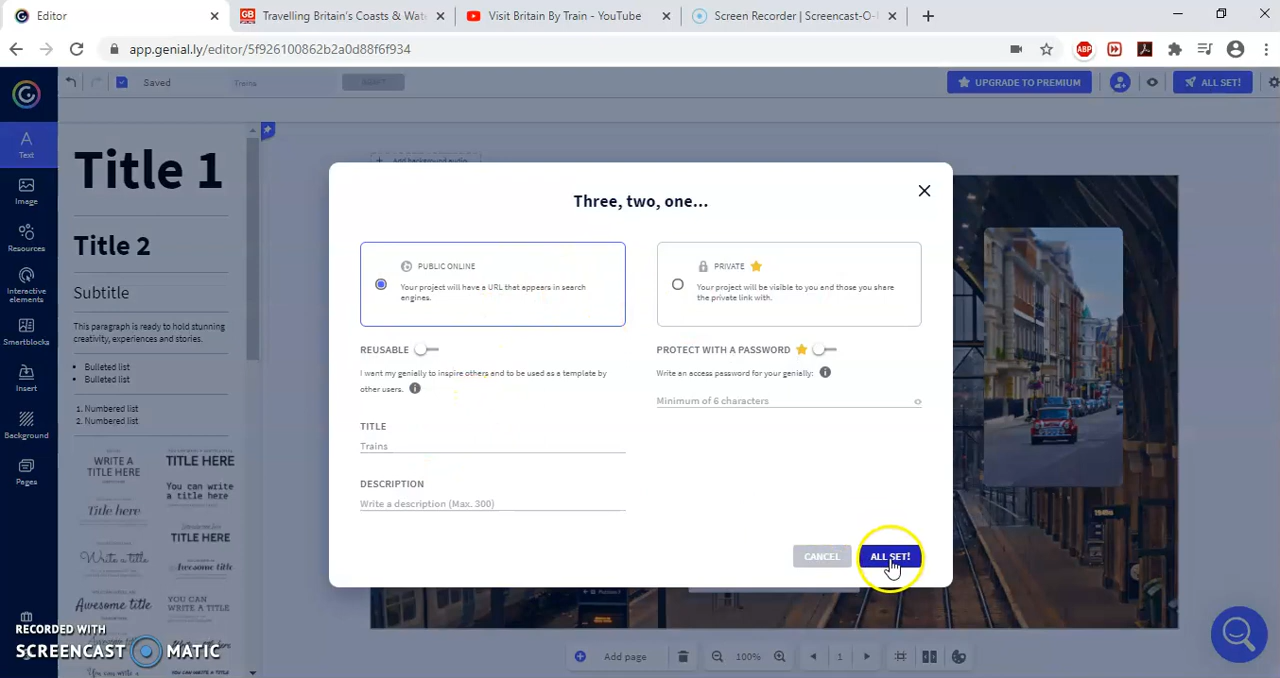 Editor
Travelling Britain's Coasts & Wat
Visit Britain By Train - YouTube
Screen Recorder | Screencast-O-
app.genial.ly/editor/5f926100862b2a0d88f6f934
ABP
Saved
Trains
UPGRADE TO PREMIUM
ALL SET!
Text
Image
Resources
Interactive
elements
Smartblocks
Insert
Background
Pages
Title 1
Title 2
Subtitle
This paragraph is ready to hold stunning
creativity, experiences and stories.
Bulleted list
Bulleted list
1. Numbered list
2. Numbered list
WRITE A
TITLE HERE
TITLE HERE
You can write
a title here
Title here
SUBTITLE HERE
Write a title
Awesome title
Awesome title
YOU CAN
WRITE A
TITLE HERE
Add background audio
Three, two, one...
PUBLIC ONLINE
Your project will have a URL that appears in search
engines.
PRIVATE
Your project will be visible to you and those you share
the private link with.
REUSABLE
I want my genially to inspire others and to be used as a template by
other users.
PROTECT WITH A PASSWORD
Write an access password for your genially:
Minimum of 6 characters
TITLE
Trains
DESCRIPTION
Write a description (Max. 300)
CANCEL
ALL SET!
Add page
100%
1
RECORDED WITH
SCREENCAST MATIC